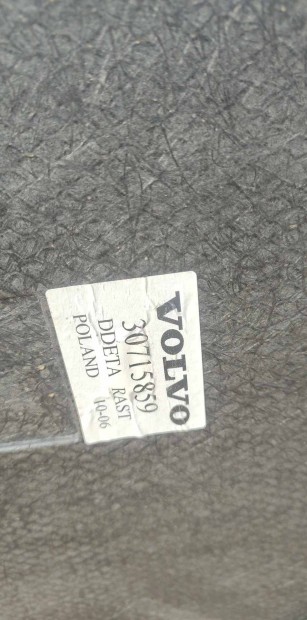 VOLVO
30715859
DDETA RAST
POLAND 10-06